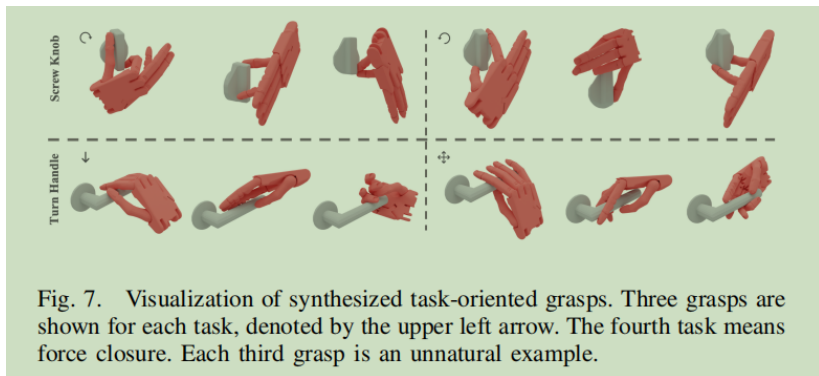 Screw Knob
Turn Handle
Fig. 7. Visualization of synthesized task-oriented grasps. Three grasps are
shown for each task, denoted by the upper left arrow. The fourth task means
force closure. Each third grasp is an unnatural example.